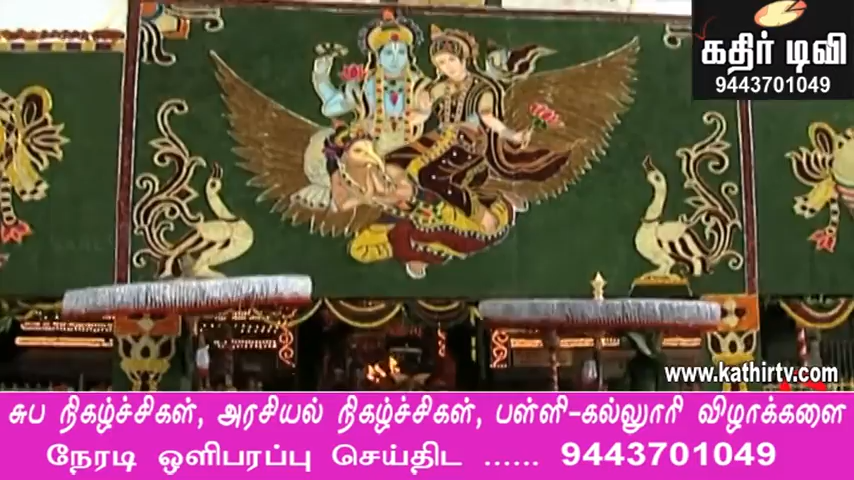 கதிர் டிவி
9443701049
www.kathirtv.com
சுப நிகழ்ச்சிகள், அரசியல் நிகழ்ச்சிகள், பள்ளி-கல்லூரி விழாக்களை
நேரடி ஒளிபரப்பு செய்திட ...... 9443701049